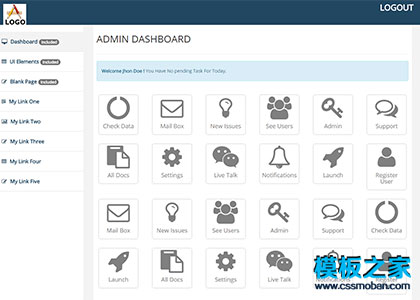 LOGO
LOGOUT
Dashboard Included
UI Elements Included
Blank Page Included
My Link One
My Link Two
My Link Three
My Link Four
My Link Five
ADMIN DASHBOARD
Welcome Jhon Doe ! You Have No pending Task For Today.
Check Data
Mail Box
New Issues
See Users
Admin
Support
All Docs
Settings
Live Talk
Notifications
Launch
Register User
Mail Box
New Issues
See Users
Admin
Support
Check Data
Launch
All Docs
Settings
Live Talk
模板之家
www.cssmoban.com